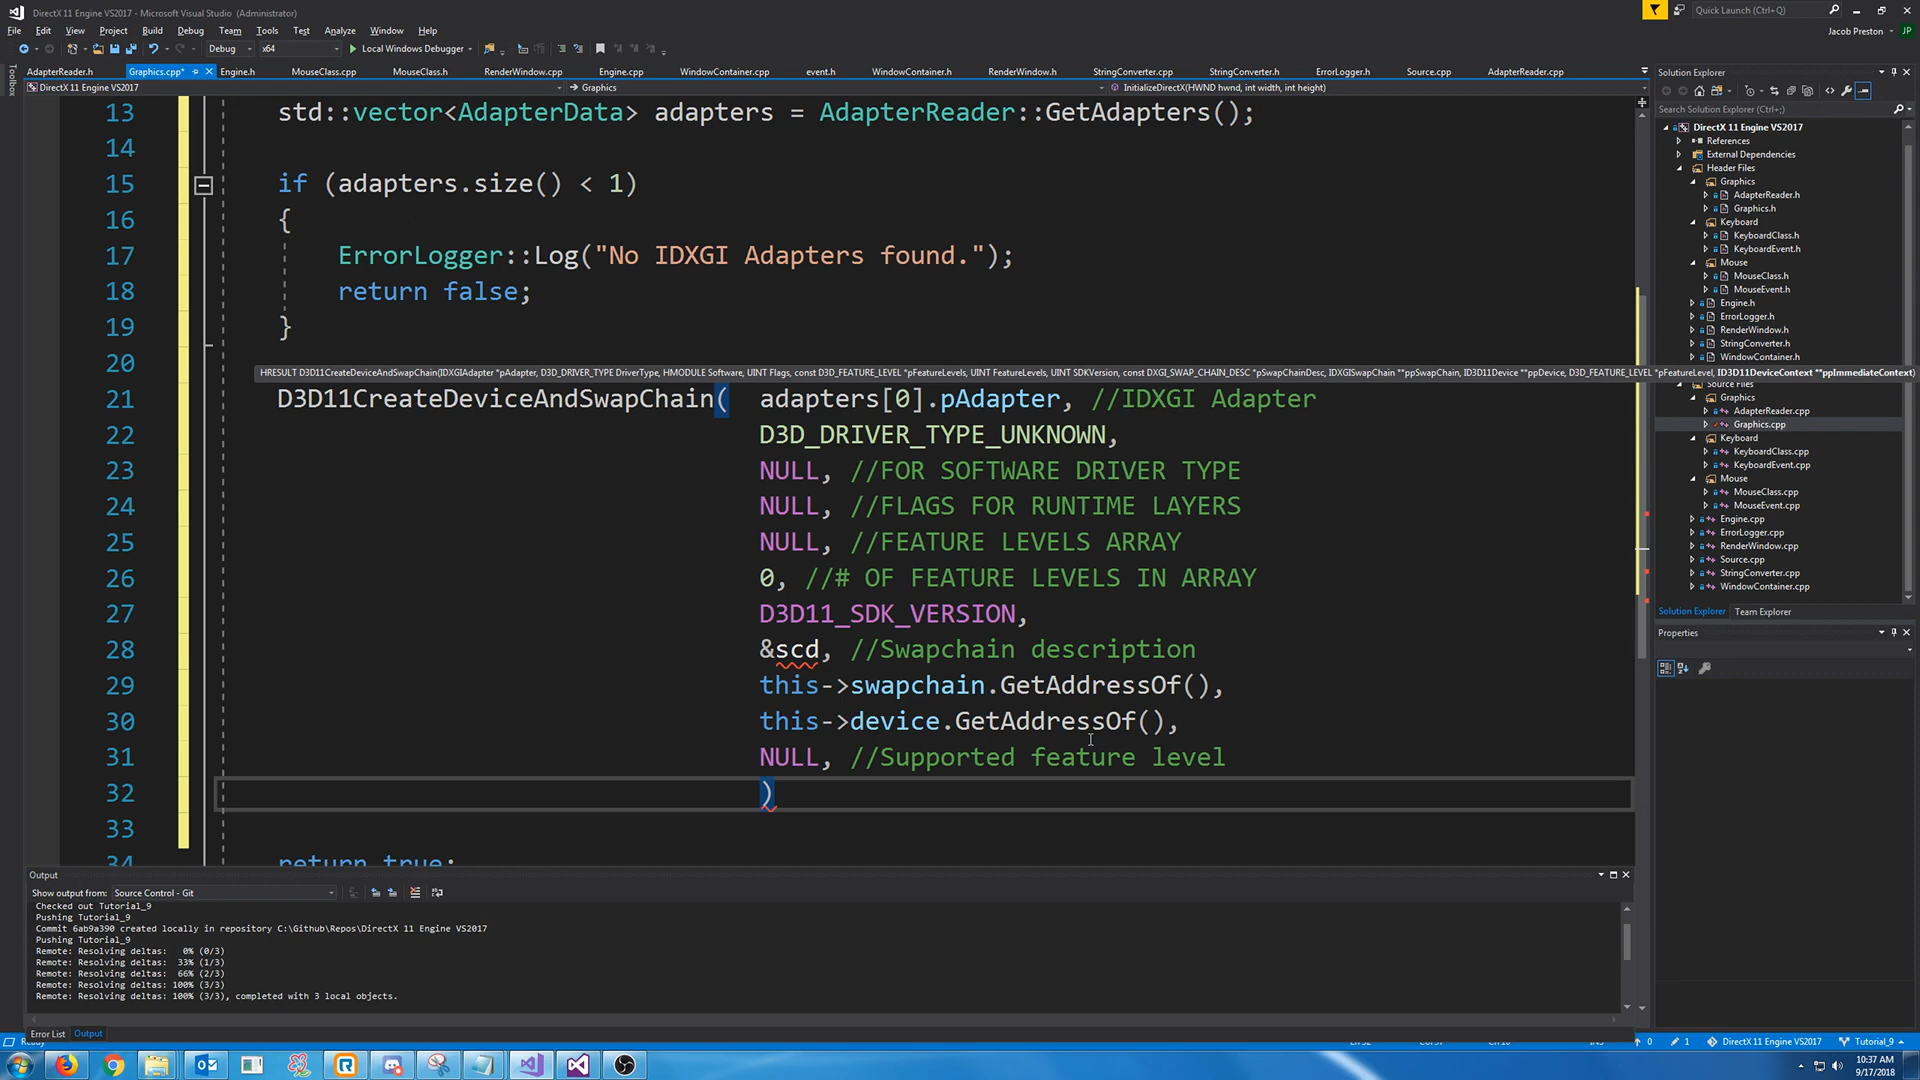 DirectX 11 Engine VS2017 - Microsoft Visual Studio (Administrator)
Quick Launch (Ctrl+Q)
File Edit View Project Build Debug Team Tools Test Analyze Window Help
Jacob Preston JP
Debug x64 Local Windows Debugger
Toolbox
AdapterReader.h Graphics.cpp* Engine.h MouseClass.cpp MouseClass.h RenderWindow.cpp Engine.cpp WindowContainer.cpp event.h WindowContainer.h RenderWindow.h StringConverter.cpp StringConverter.h ErrorLogger.h Source.cpp AdapterReader.cpp
DirectX 11 Engine VS2017 Graphics InitializeDirectX(HWND hwnd, int width, int height)
13 std::vector<AdapterData> adapters = AdapterReader::GetAdapters();
14
15 if (adapters.size() < 1)
16 {
17 ErrorLogger::Log("No IDXGI Adapters found.");
18 return false;
19 }
20
HRESULT D3D11CreateDeviceAndSwapChain(IDXGIAdapter *pAdapter, D3D_DRIVER_TYPE DriverType, HMODULE Software, UINT Flags, const D3D_FEATURE_LEVEL *pFeatureLevels, UINT FeatureLevels, UINT SDKVersion, const DXGI_SWAP_CHAIN_DESC *pSwapChainDesc, IDXGISwapChain **ppSwapChain, ID3D11Device **ppDevice, D3D_FEATURE_LEVEL *pFeatureLevel, ID3D11DeviceContext **ppImmediateContext)
21 D3D11CreateDeviceAndSwapChain( adapters[0].pAdapter, //IDXGI Adapter
22 D3D_DRIVER_TYPE_UNKNOWN,
23 NULL, //FOR SOFTWARE DRIVER TYPE
24 NULL, //FLAGS FOR RUNTIME LAYERS
25 NULL, //FEATURE LEVELS ARRAY
26 0, //# OF FEATURE LEVELS IN ARRAY
27 D3D11_SDK_VERSION,
28 &scd, //Swapchain description
29 this->swapchain.GetAddressOf(),
30 this->device.GetAddressOf(),
31 NULL, //Supported feature level
32 )
33
34 return true;
Solution Explorer
Search Solution Explorer (Ctrl+;)
DirectX 11 Engine VS2017
References
External Dependencies
Header Files
Graphics
AdapterReader.h
Graphics.h
Keyboard
KeyboardClass.h
KeyboardEvent.h
Mouse
MouseClass.h
MouseEvent.h
Engine.h
ErrorLogger.h
RenderWindow.h
StringConverter.h
WindowContainer.h
Source Files
Graphics
AdapterReader.cpp
Graphics.cpp
Keyboard
KeyboardClass.cpp
KeyboardEvent.cpp
Mouse
MouseClass.cpp
MouseEvent.cpp
Engine.cpp
ErrorLogger.cpp
RenderWindow.cpp
Source.cpp
StringConverter.cpp
WindowContainer.cpp
Solution Explorer Team Explorer
Properties
Output
Show output from: Source Control - Git
Checked out Tutorial_9
Pushing Tutorial_9
Commit 6ab9a390 created locally in repository C:\Github\Repos\DirectX 11 Engine VS2017
Pushing Tutorial_9
Remote: Resolving deltas: 0% (0/3)
Remote: Resolving deltas: 33% (1/3)
Remote: Resolving deltas: 66% (2/3)
Remote: Resolving deltas: 100% (3/3)
Remote: Resolving deltas: 100% (3/3), completed with 3 local objects.
Error List Output
Ready 0 1 DirectX 11 Engine VS2017 Tutorial_9
10:37 AM
9/17/2018